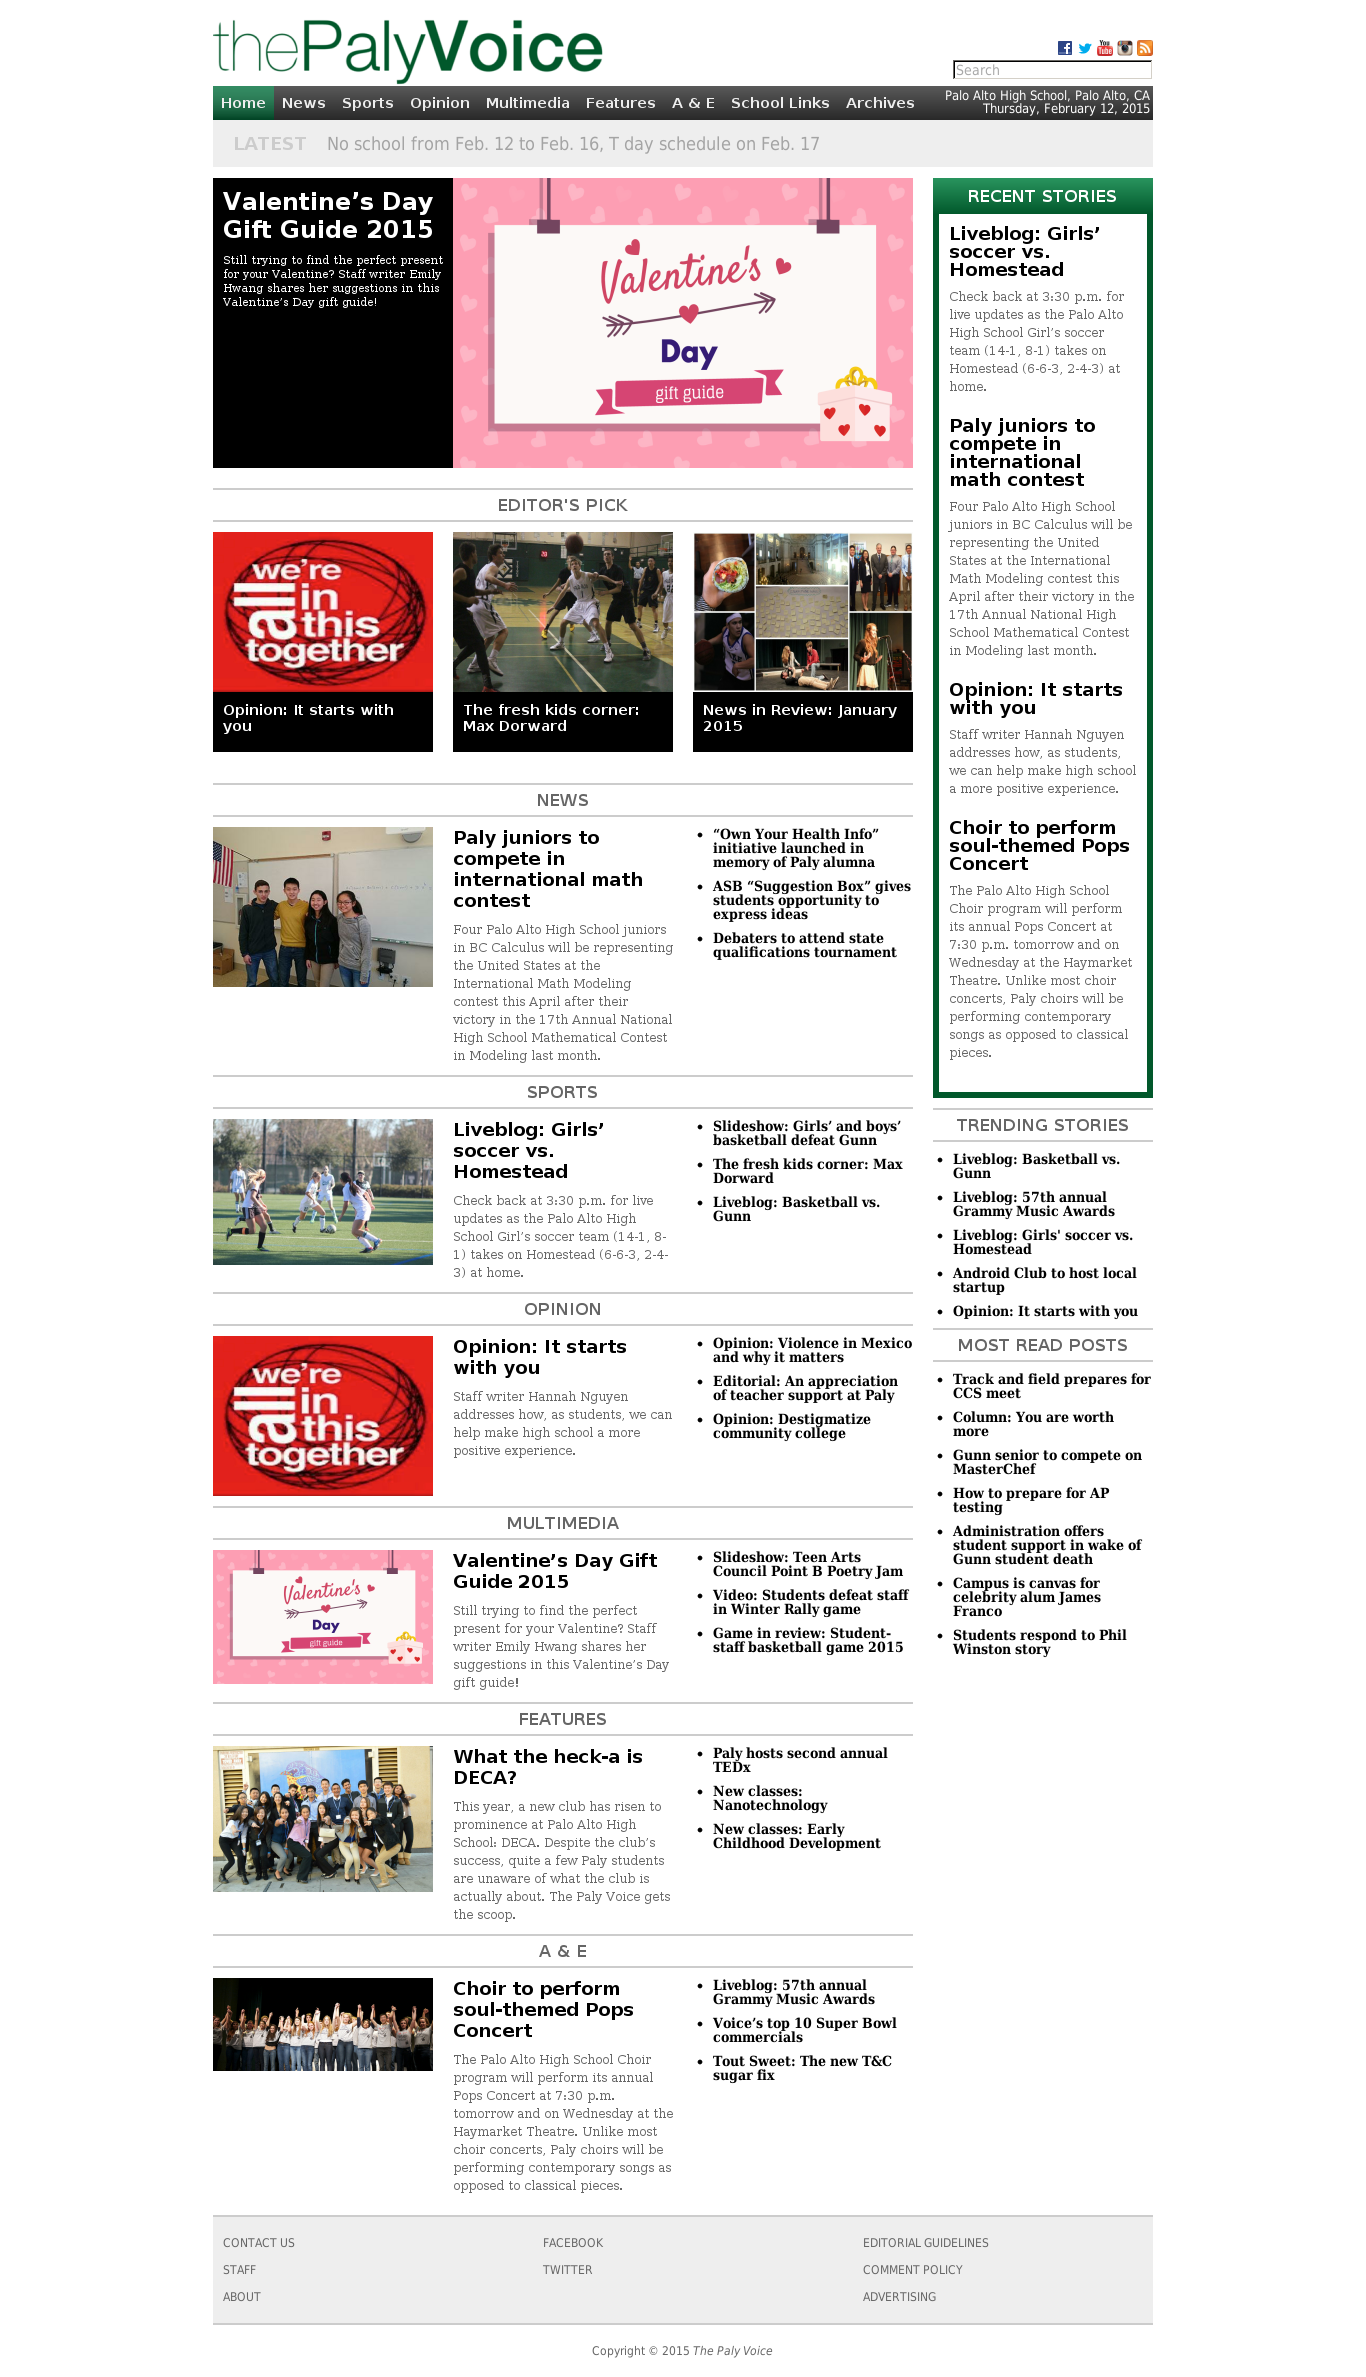 thePalyVoice
Search
Home News Sports Opinion Multimedia Features A & E School Links Archives
Palo Alto High School, Palo Alto, CA
Thursday, February 12, 2015
LATEST No school from Feb. 12 to Feb. 16, T day schedule on Feb. 17
Valentine’s Day
Gift Guide 2015
Still trying to find the perfect present
for your Valentine? Staff writer Emily
Hwang shares her suggestions in this
Valentine’s Day gift guide!
Valentine's
Day
gift guide
EDITOR'S PICK
we're
all in
this
together
Opinion: It starts with
you
The fresh kids corner:
Max Dorward
News in Review: January
2015
NEWS
Paly juniors to
compete in
international math
contest
Four Palo Alto High School juniors
in BC Calculus will be representing
the United States at the
International Math Modeling
contest this April after their
victory in the 17th Annual National
High School Mathematical Contest
in Modeling last month.
• “Own Your Health Info”
initiative launched in
memory of Paly alumna
• ASB “Suggestion Box” gives
students opportunity to
express ideas
• Debaters to attend state
qualifications tournament
SPORTS
Liveblog: Girls’
soccer vs.
Homestead
Check back at 3:30 p.m. for live
updates as the Palo Alto High
School Girl’s soccer team (14-1, 8-
1) takes on Homestead (6-6-3, 2-4-
3) at home.
• Slideshow: Girls’ and boys’
basketball defeat Gunn
• The fresh kids corner: Max
Dorward
• Liveblog: Basketball vs.
Gunn
OPINION
we're
all in
this
together
Opinion: It starts
with you
Staff writer Hannah Nguyen
addresses how, as students, we can
help make high school a more
positive experience.
• Opinion: Violence in Mexico
and why it matters
• Editorial: An appreciation
of teacher support at Paly
• Opinion: Destigmatize
community college
MULTIMEDIA
Valentine's
Day
gift guide
Valentine’s Day Gift
Guide 2015
Still trying to find the perfect
present for your Valentine? Staff
writer Emily Hwang shares her
suggestions in this Valentine’s Day
gift guide!
• Slideshow: Teen Arts
Council Point B Poetry Jam
• Video: Students defeat staff
in Winter Rally game
• Game in review: Student-
staff basketball game 2015
FEATURES
What the heck-a is
DECA?
This year, a new club has risen to
prominence at Palo Alto High
School: DECA. Despite the club’s
success, quite a few Paly students
are unaware of what the club is
actually about. The Paly Voice gets
the scoop.
• Paly hosts second annual
TEDx
• New classes:
Nanotechnology
• New classes: Early
Childhood Development
A & E
Choir to perform
soul-themed Pops
Concert
The Palo Alto High School Choir
program will perform its annual
Pops Concert at 7:30 p.m.
tomorrow and on Wednesday at the
Haymarket Theatre. Unlike most
choir concerts, Paly choirs will be
performing contemporary songs as
opposed to classical pieces.
• Liveblog: 57th annual
Grammy Music Awards
• Voice’s top 10 Super Bowl
commercials
• Tout Sweet: The new T&C
sugar fix
RECENT STORIES
Liveblog: Girls’
soccer vs.
Homestead
Check back at 3:30 p.m. for
live updates as the Palo Alto
High School Girl’s soccer
team (14-1, 8-1) takes on
Homestead (6-6-3, 2-4-3) at
home.
Paly juniors to
compete in
international
math contest
Four Palo Alto High School
juniors in BC Calculus will be
representing the United
States at the International
Math Modeling contest this
April after their victory in the
17th Annual National High
School Mathematical Contest
in Modeling last month.
Opinion: It starts
with you
Staff writer Hannah Nguyen
addresses how, as students,
we can help make high school
a more positive experience.
Choir to perform
soul-themed Pops
Concert
The Palo Alto High School
Choir program will perform
its annual Pops Concert at
7:30 p.m. tomorrow and on
Wednesday at the Haymarket
Theatre. Unlike most choir
concerts, Paly choirs will be
performing contemporary
songs as opposed to classical
pieces.
TRENDING STORIES
• Liveblog: Basketball vs.
Gunn
• Liveblog: 57th annual
Grammy Music Awards
• Liveblog: Girls' soccer vs.
Homestead
• Android Club to host local
startup
• Opinion: It starts with you
MOST READ POSTS
• Track and field prepares for
CCS meet
• Column: You are worth
more
• Gunn senior to compete on
MasterChef
• How to prepare for AP
testing
• Administration offers
student support in wake of
Gunn student death
• Campus is canvas for
celebrity alum James
Franco
• Students respond to Phil
Winston story
CONTACT US FACEBOOK EDITORIAL GUIDELINES
STAFF TWITTER COMMENT POLICY
ABOUT ADVERTISING
Copyright © 2015 The Paly Voice